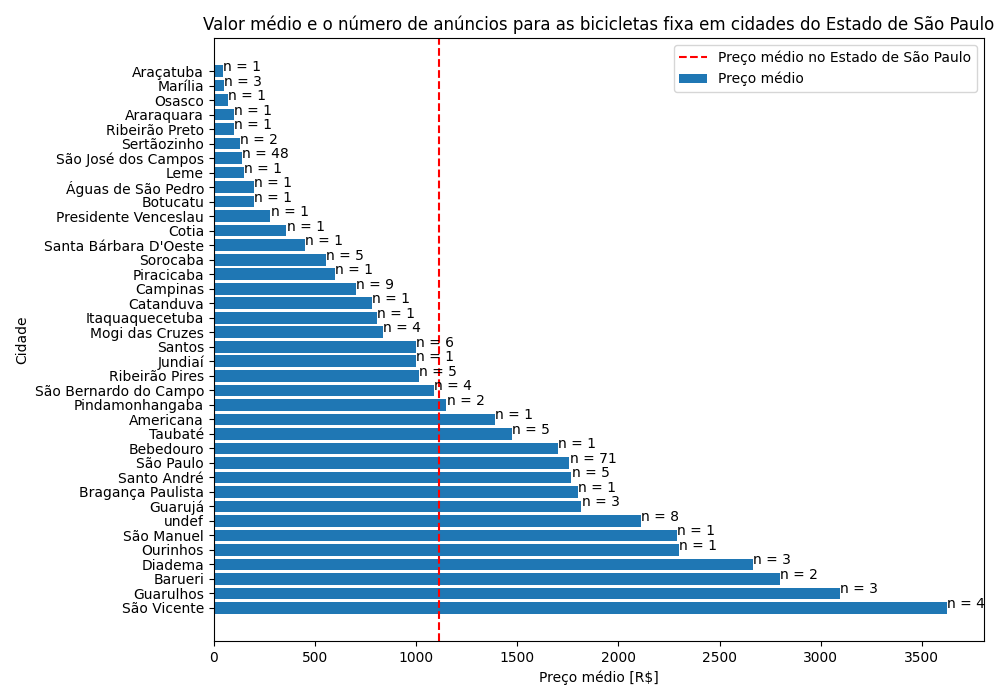 Valor médio e o número de anúncios para as bicicletas fixa em cidades do Estado de São Paulo
Preço médio no Estado de São Paulo
Preço médio
Cidade
Araçatuba n = 1
Marília n = 3
Osasco n = 1
Araraquara n = 1
Ribeirão Preto n = 1
Sertãozinho n = 2
São José dos Campos n = 48
Leme n = 1
Águas de São Pedro n = 1
Botucatu n = 1
Presidente Venceslau n = 1
Cotia n = 1
Santa Bárbara D'Oeste n = 1
Sorocaba n = 5
Piracicaba n = 1
Campinas n = 9
Catanduva n = 1
Itaquaquecetuba n = 1
Mogi das Cruzes n = 4
Santos n = 6
Jundiaí n = 1
Ribeirão Pires n = 5
São Bernardo do Campo n = 4
Pindamonhangaba n = 2
Americana n = 1
Taubaté n = 5
Bebedouro n = 1
São Paulo n = 71
Santo André n = 5
Bragança Paulista n = 1
Guarujá n = 3
undef n = 8
São Manuel n = 1
Ourinhos n = 1
Diadema n = 3
Barueri n = 2
Guarulhos n = 3
São Vicente n = 4
0 500 1000 1500 2000 2500 3000 3500
Preço médio [R$]